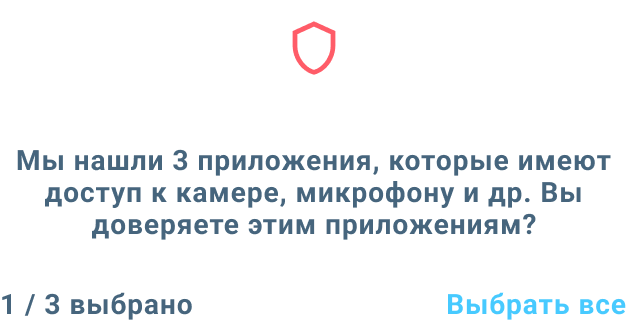 Мы нашли 3 приложения, которые имеют
доступ к камере, микрофону и др. Вы
доверяете этим приложениям?
1 / 3 выбрано
Выбрать все